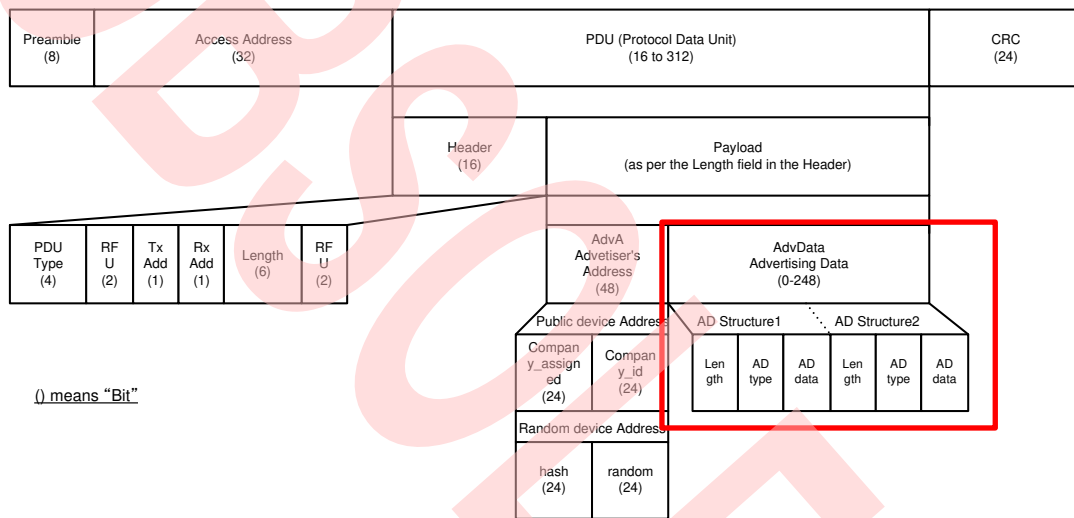 Preamble
(8)
Access Address
(32)
PDU (Protocol Data Unit)
(16 to 312)
CRC
(24)
Header
(16)
Payload
(as per the Length field in the Header)
PDU
Type
(4)
RF
U
(2)
Tx
Add
(1)
Rx
Add
(1)
Length
(6)
RF
U
(2)
AdvA
Advetiser's
Address
(48)
AdvData
Advertising Data
(0-248)
Public device Address
AD Structure1
AD Structure2
Compan
y_assign
ed
(24)
Compan
y_id
(24)
Len
gth
AD
type
AD
data
Len
gth
AD
type
AD
data
() means “Bit”
Random device Address
hash
(24)
random
(24)